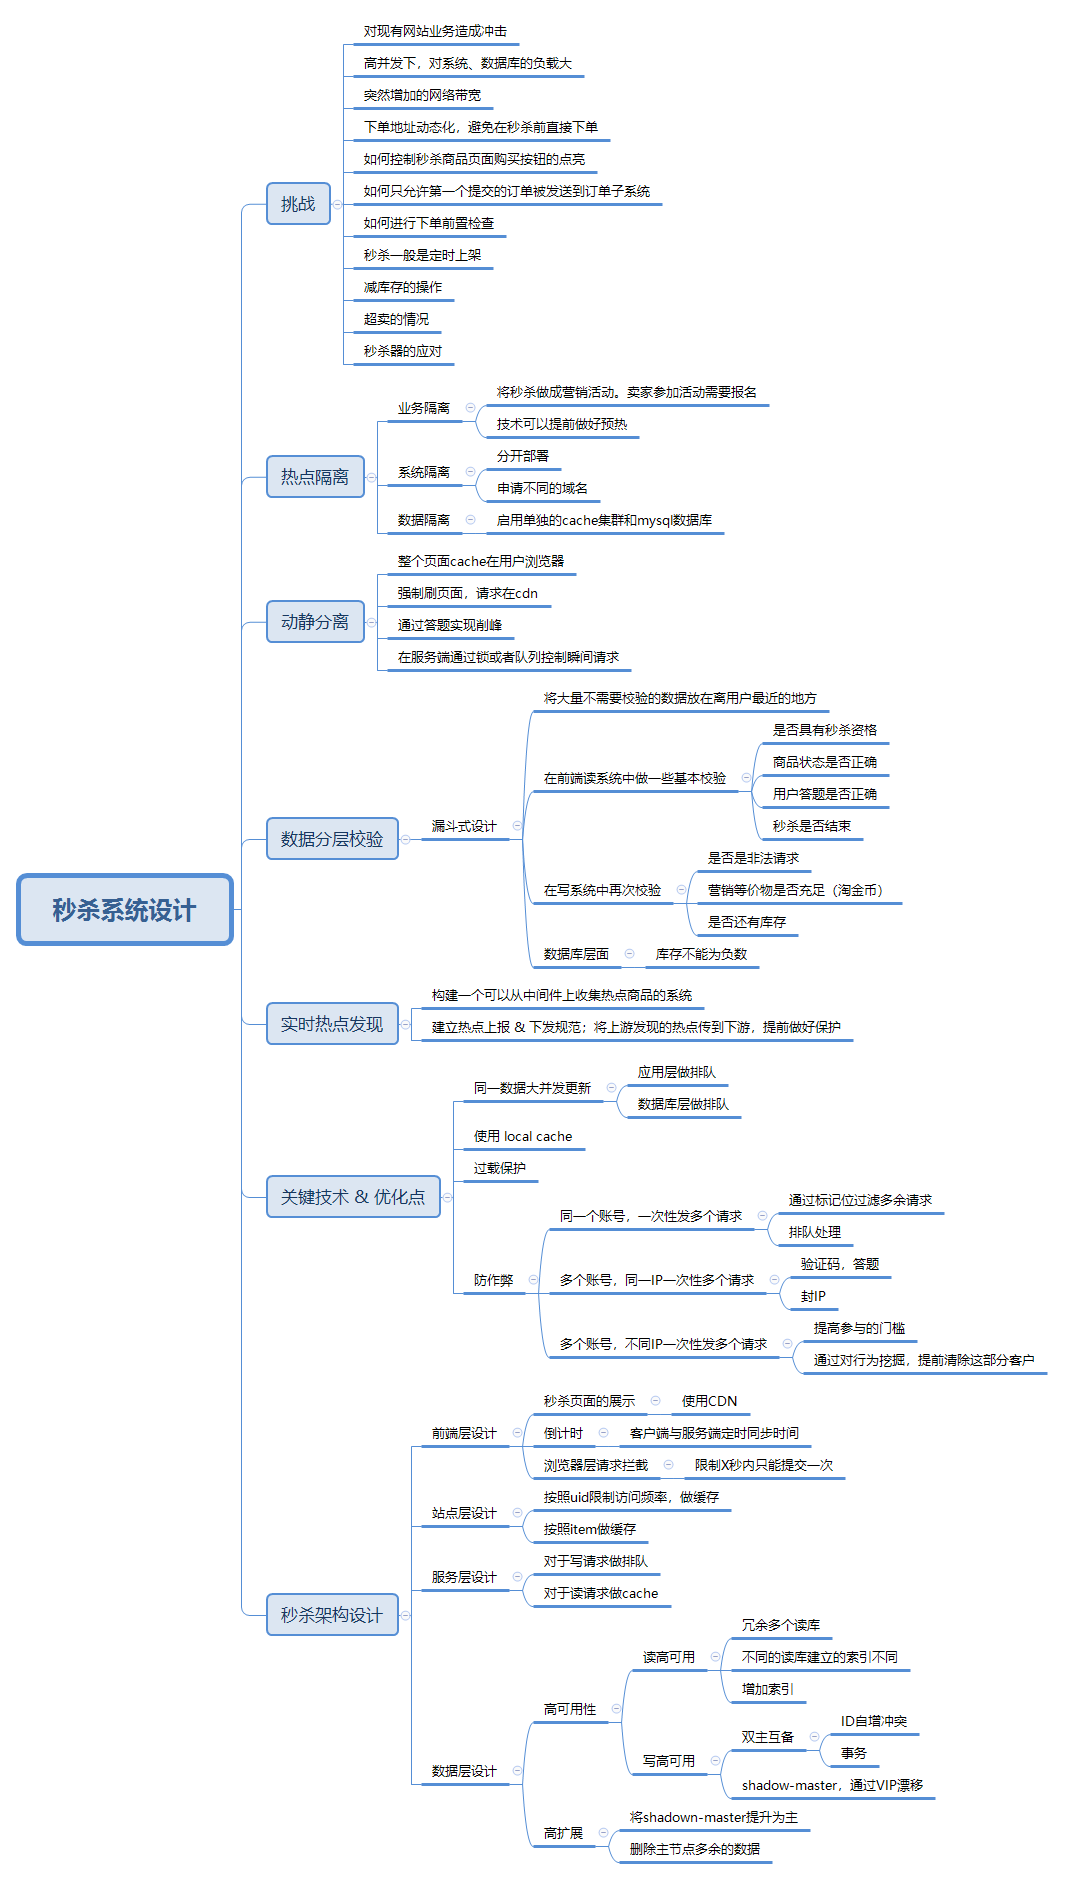 秒杀系统设计
挑战
对现有网站业务造成冲击
高并发下，对系统、数据库的负载大
突然增加的网络带宽
下单地址动态化，避免在秒杀前直接下单
如何控制秒杀商品页面购买按钮的点亮
如何只允许第一个提交的订单被发送到订单子系统
如何进行下单前置检查
秒杀一般是定时上架
减库存的操作
超卖的情况
秒杀器的应对
热点隔离
业务隔离
将秒杀做成营销活动。卖家参加活动需要报名
技术可以提前做好预热
系统隔离
分开部署
申请不同的域名
数据隔离
启用单独的cache集群和mysql数据库
动静分离
整个页面cache在用户浏览器
强制刷页面，请求在cdn
通过答题实现削峰
在服务端通过锁或者队列控制瞬间请求
数据分层校验
漏斗式设计
将大量不需要校验的数据放在离用户最近的地方
在前端读系统中做一些基本校验
是否具有秒杀资格
商品状态是否正确
用户答题是否正确
秒杀是否结束
在写系统中再次校验
是否是非法请求
营销等价物是否充足（淘金币）
是否还有库存
数据库层面
库存不能为负数
实时热点发现
构建一个可以从中间件上收集热点商品的系统
建立热点上报 & 下发规范；将上游发现的热点传到下游，提前做好保护
关键技术 & 优化点
同一数据大并发更新
应用层做排队
数据库层做排队
使用 local cache
过载保护
防作弊
同一个账号，一次性发多个请求
通过标记位过滤多余请求
排队处理
多个账号，同一IP一次性多个请求
验证码，答题
封IP
多个账号，不同IP一次性发多个请求
提高参与的门槛
通过对行为挖掘，提前清除这部分客户
秒杀架构设计
前端层设计
秒杀页面的展示
使用CDN
倒计时
客户端与服务端定时同步时间
浏览器层请求拦截
限制X秒内只能提交一次
站点层设计
按照uid限制访问频率，做缓存
按照item做缓存
服务层设计
对于写请求做排队
对于读请求做cache
数据层设计
高可用性
读高可用
冗余多个读库
不同的读库建立的索引不同
增加索引
写高可用
双主互备
ID自增冲突
事务
shadow-master，通过VIP漂移
高扩展
将shadown-master提升为主
删除主节点多余的数据